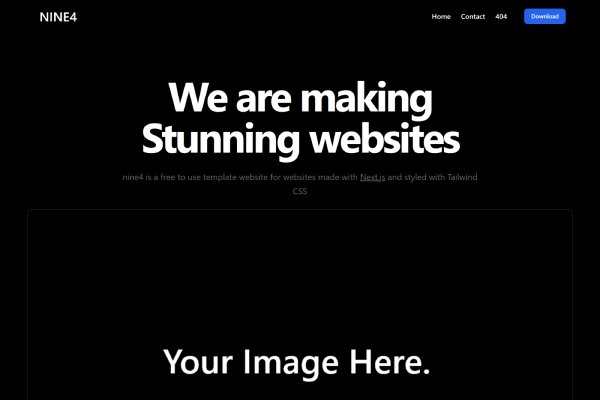 NINE4
Home Contact 404 Download
We are making
Stunning websites
nine4 is a free to use template website for websites made with Next.js and styled with Tailwind
CSS
Your Image Here.